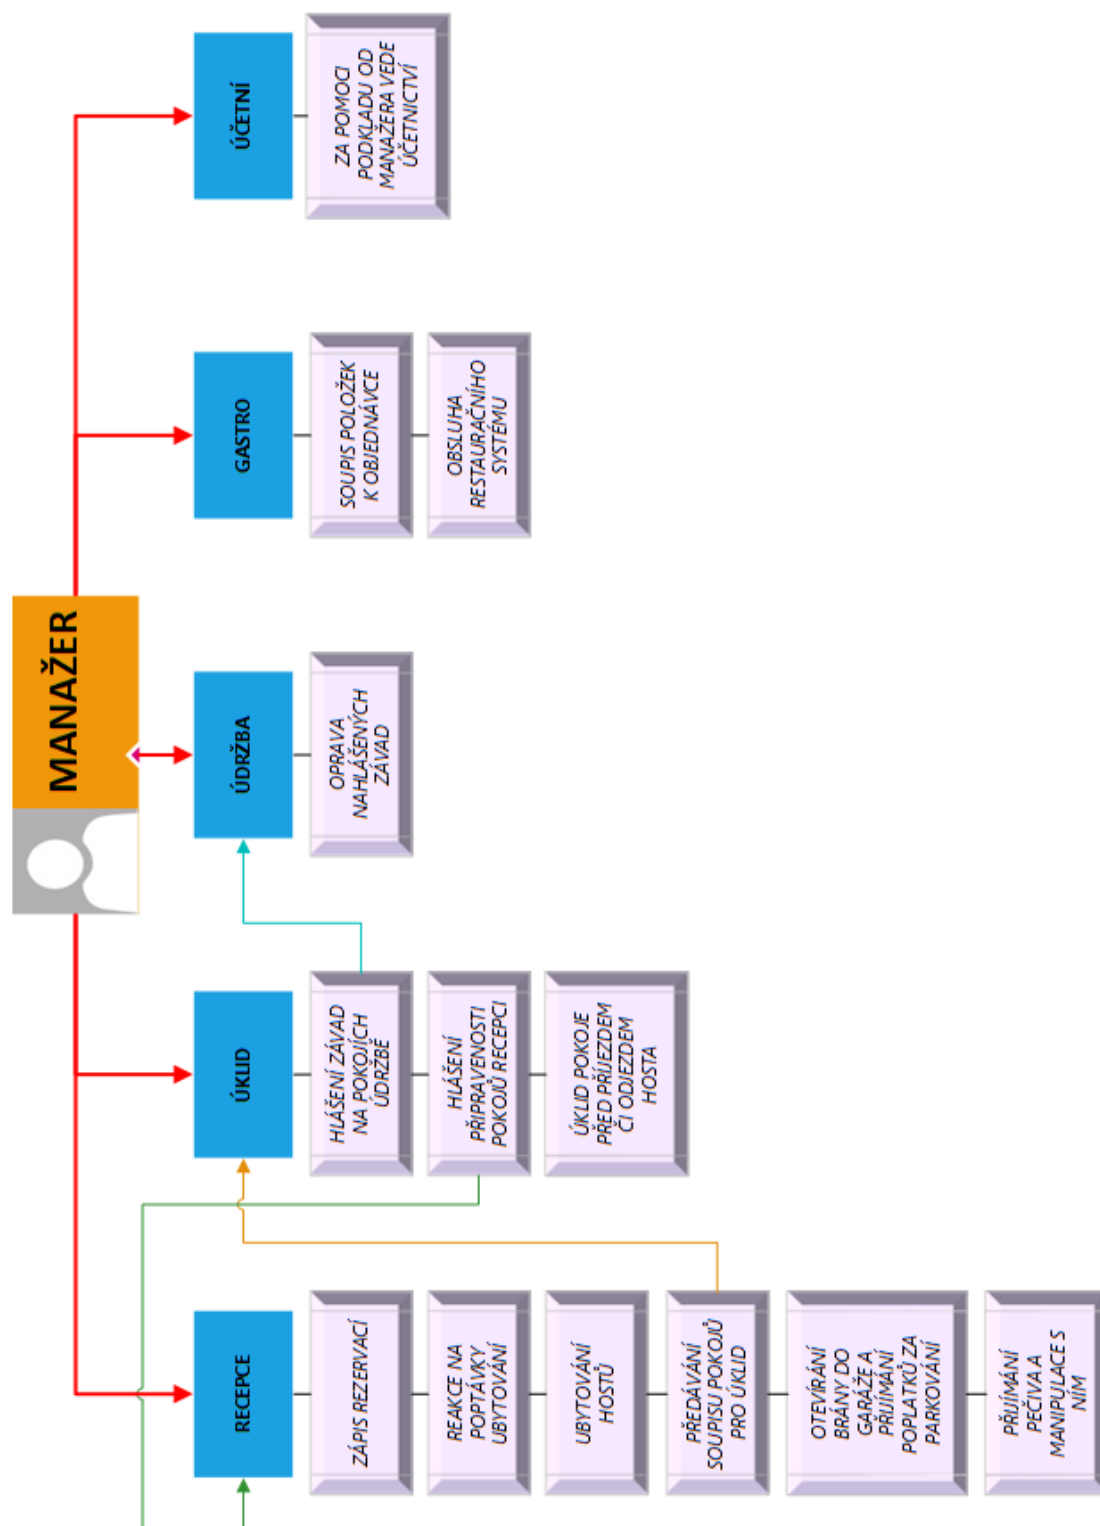 MANAŽER
RECEPCE
ZÁPIS REZERVACÍ
REAKCE NA
POPTÁVKY
UBYTOVÁNÍ
UBYTOVÁNÍ
HOSTŮ
PŘEDÁVÁNÍ
SOUPISU POKOJŮ
PRO ÚKLID
OTEVÍRÁNÍ
BRÁNY DO
GARÁŽE A
PŘIJÍMÁNÍ
POPLATKŮ ZA
PARKOVÁNÍ
PŘIJÍMÁNÍ
PEČIVA A
MANIPULACE S
NÍM
ÚKLID
HLÁŠENÍ ZÁVAD
NA POKOJÍCH
ÚDRŽBĚ
HLÁŠENÍ
PŘIPRAVENOSTI
POKOJŮ RECEPCI
ÚKLID POKOJE
PŘED PŘÍJEZDEM
ČI ODJEZDEM
HOSTA
ÚDRŽBA
OPRAVA
NAHLÁŠENÝCH
ZÁVAD
GASTRO
SOUPIS POLOŽEK
K OBJEDNÁVCE
OBSLUHA
RESTAURAČNÍHO
SYSTÉMU
ÚČETNÍ
ZA POMOCI
PODKLADU OD
MANAŽERA VEDE
ÚČETNICTVÍ